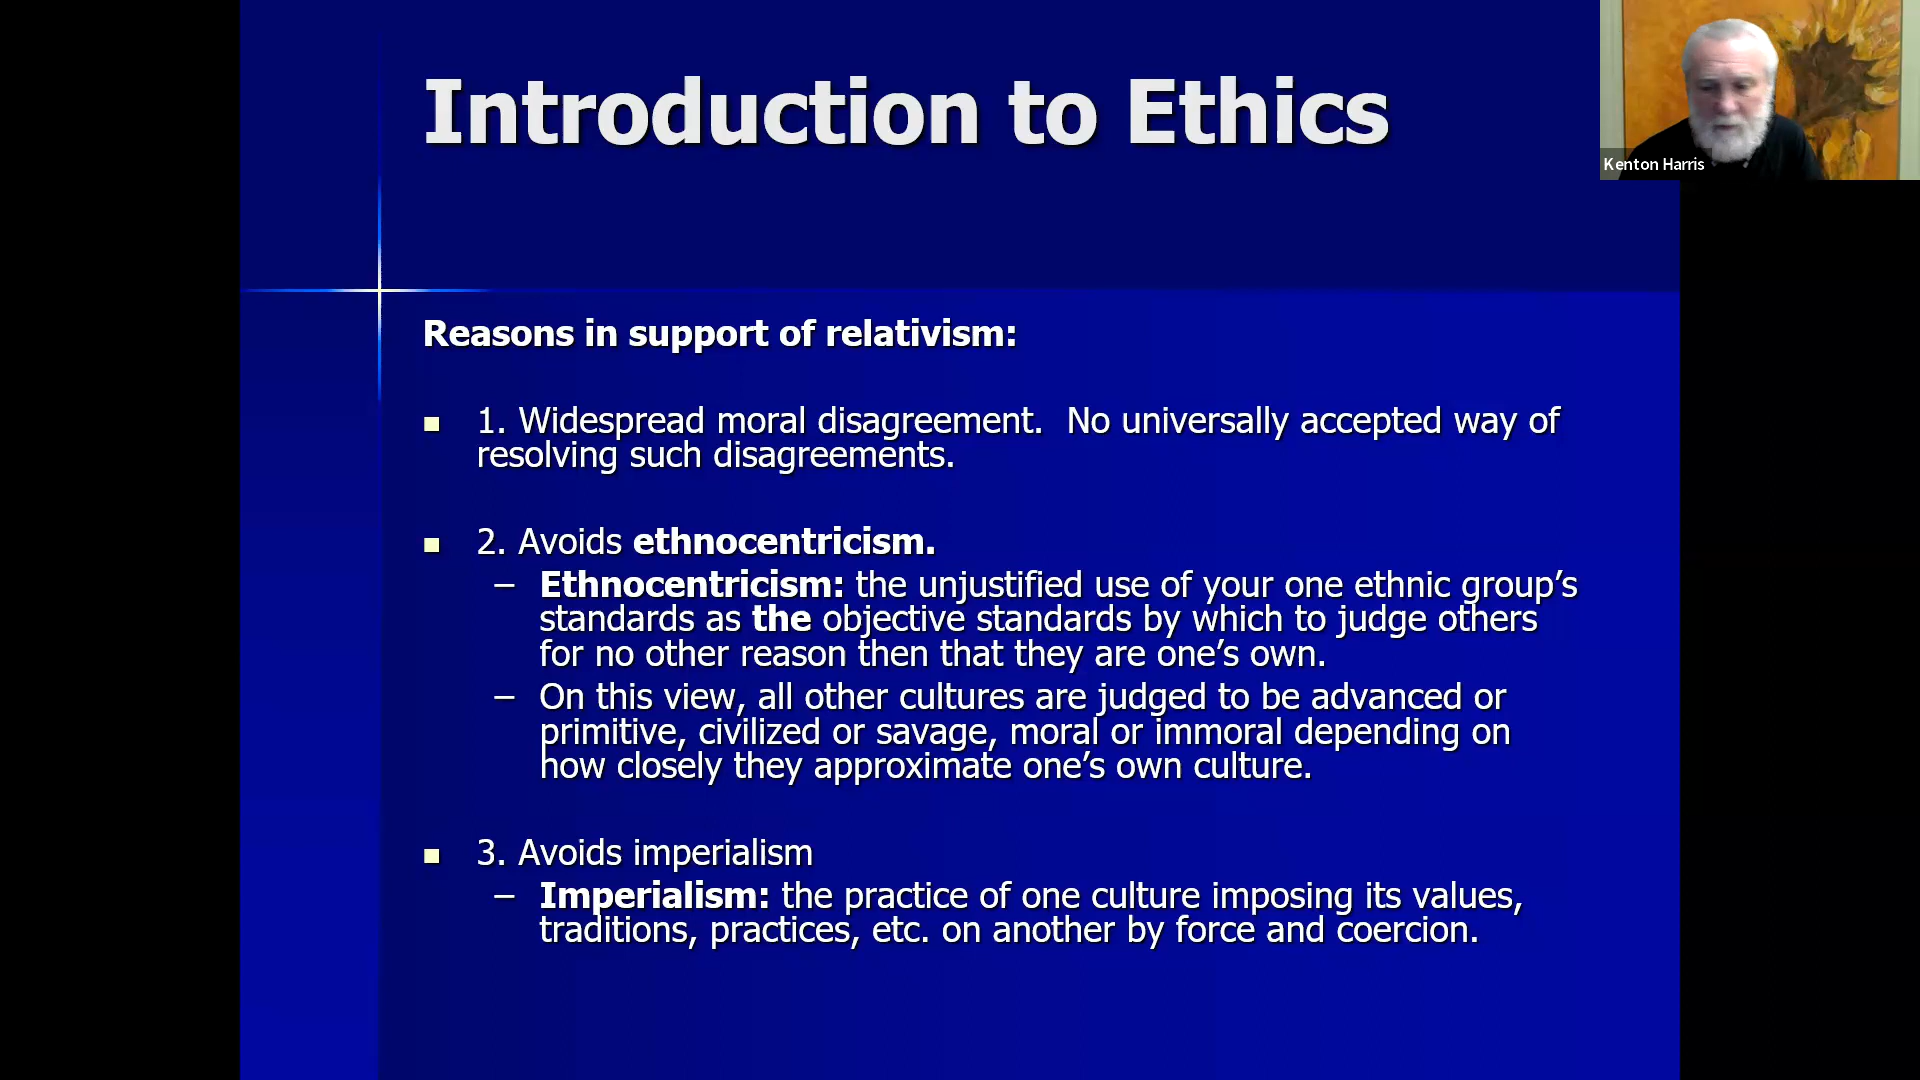 Introduction to Ethics
Kenton Harris
Reasons in support of relativism:
1. Widespread moral disagreement.  No universally accepted way of
resolving such disagreements.
2. Avoids ethnocentricism.
– Ethnocentricism: the unjustified use of your one ethnic group’s
standards as the objective standards by which to judge others
for no other reason then that they are one’s own.
– On this view, all other cultures are judged to be advanced or
primitive, civilized or savage, moral or immoral depending on
how closely they approximate one’s own culture.
3. Avoids imperialism
– Imperialism: the practice of one culture imposing its values,
traditions, practices, etc. on another by force and coercion.